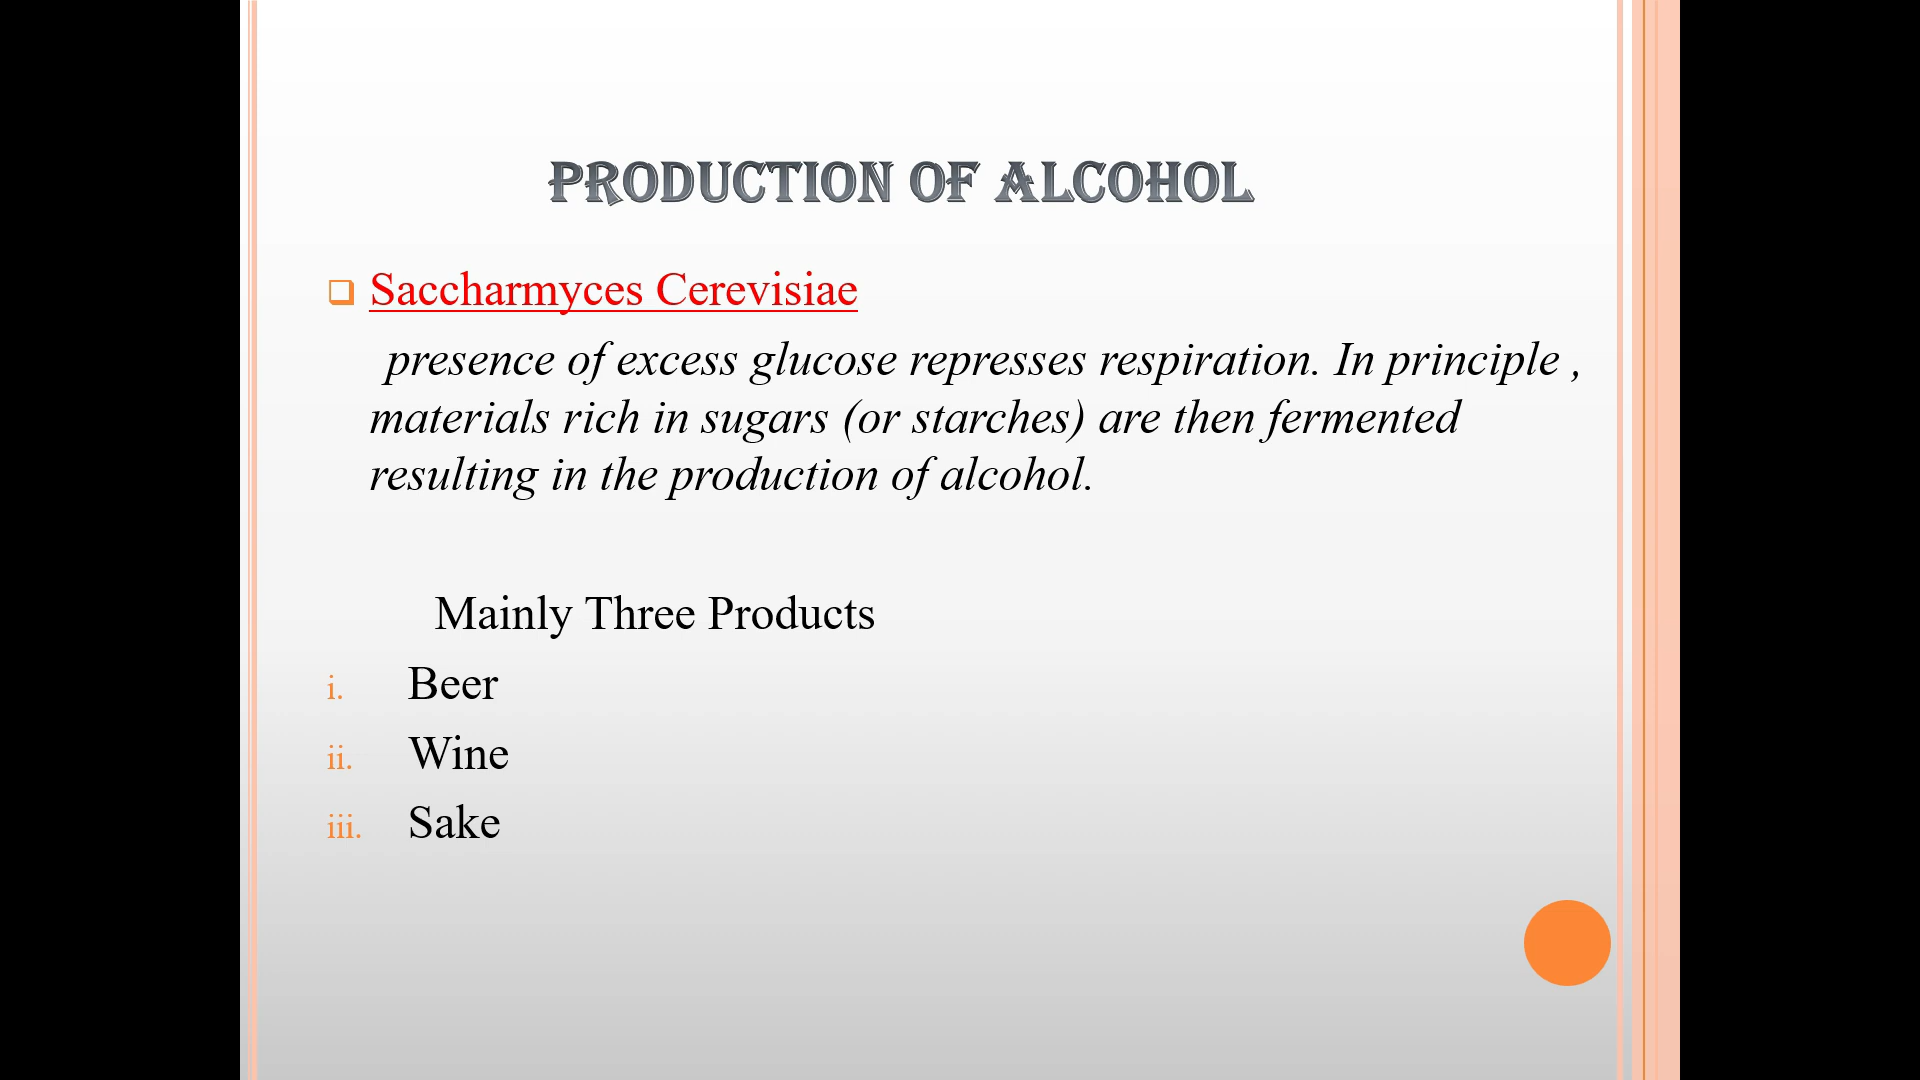 PRODUCTION OF ALCOHOL
Saccharmyces Cerevisiae
presence of excess glucose represses respiration. In principle ,
materials rich in sugars (or starches) are then fermented
resulting in the production of alcohol.
Mainly Three Products
i. Beer
ii. Wine
iii. Sake